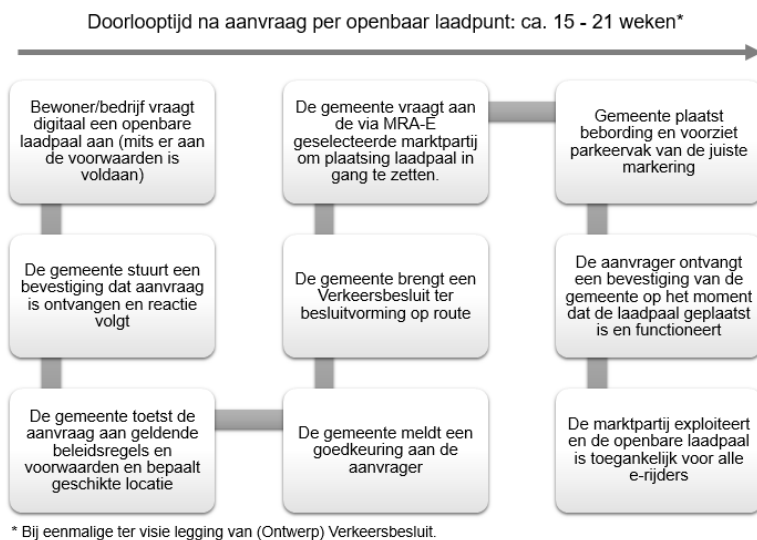 Doorlooptijd na aanvraag per openbaar laadpunt: ca. 15 - 21 weken*
Bewoner/bedrijf vraagt
digitaal een openbare
laadpaal aan (mits er aan
de voorwaarden is
voldaan)
De gemeente stuurt een
bevestiging dat aanvraag
is ontvangen en reactie
volgt
De gemeente toetst de
aanvraag aan geldende
beleidsregels en
voorwaarden en bepaalt
geschikte locatie
De gemeente meldt een
goedkeuring aan de
aanvrager
De gemeente brengt een
Verkeersbesluit ter
besluitvorming op route
De gemeente vraagt aan
de via MRA-E
geselecteerde marktpartij
om plaatsing laadpaal in
gang te zetten.
Gemeente plaatst
bebording en voorziet
parkeervak van de juiste
markering
De aanvrager ontvangt
een bevestiging van de
gemeente op het moment
dat de laadpaal geplaatst
is en functioneert
De marktpartij exploiteert
en de openbare laadpaal
is toegankelijk voor alle
e-rijders
* Bij eenmalige ter visie legging van (Ontwerp) Verkeersbesluit.